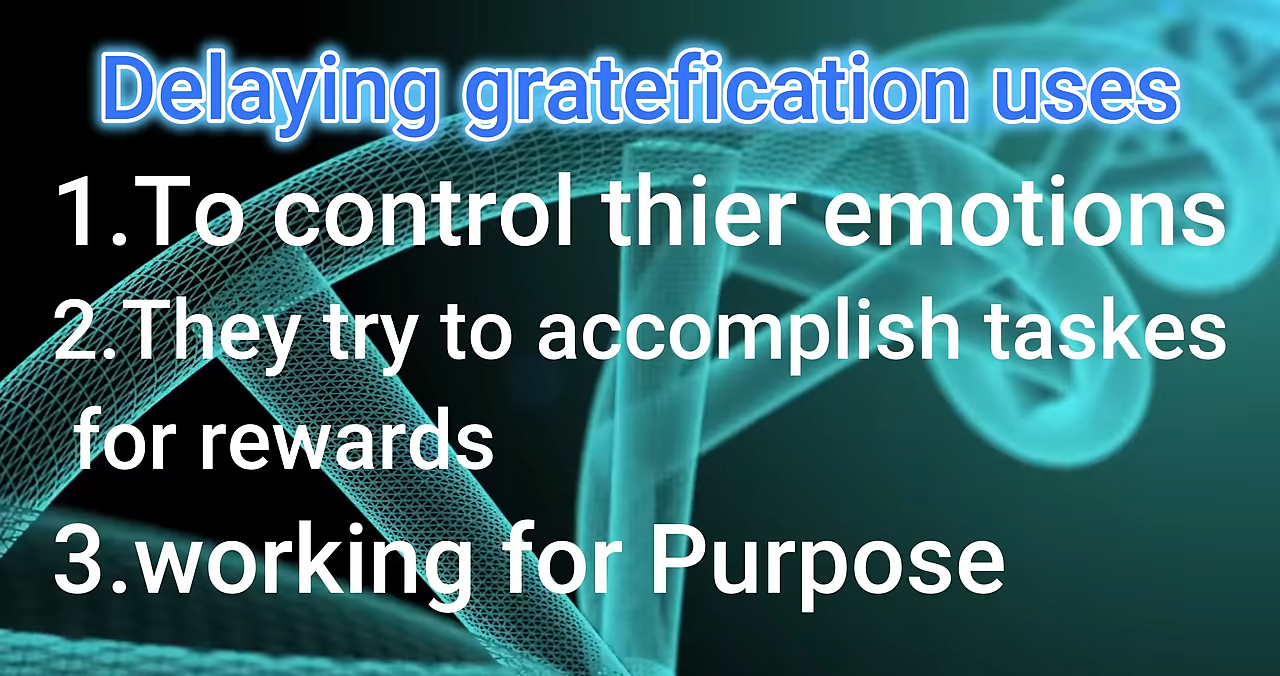 Delaying gratefication uses
1.To control thier emotions
2.They try to accomplish taskes
for rewards
3.working for Purpose